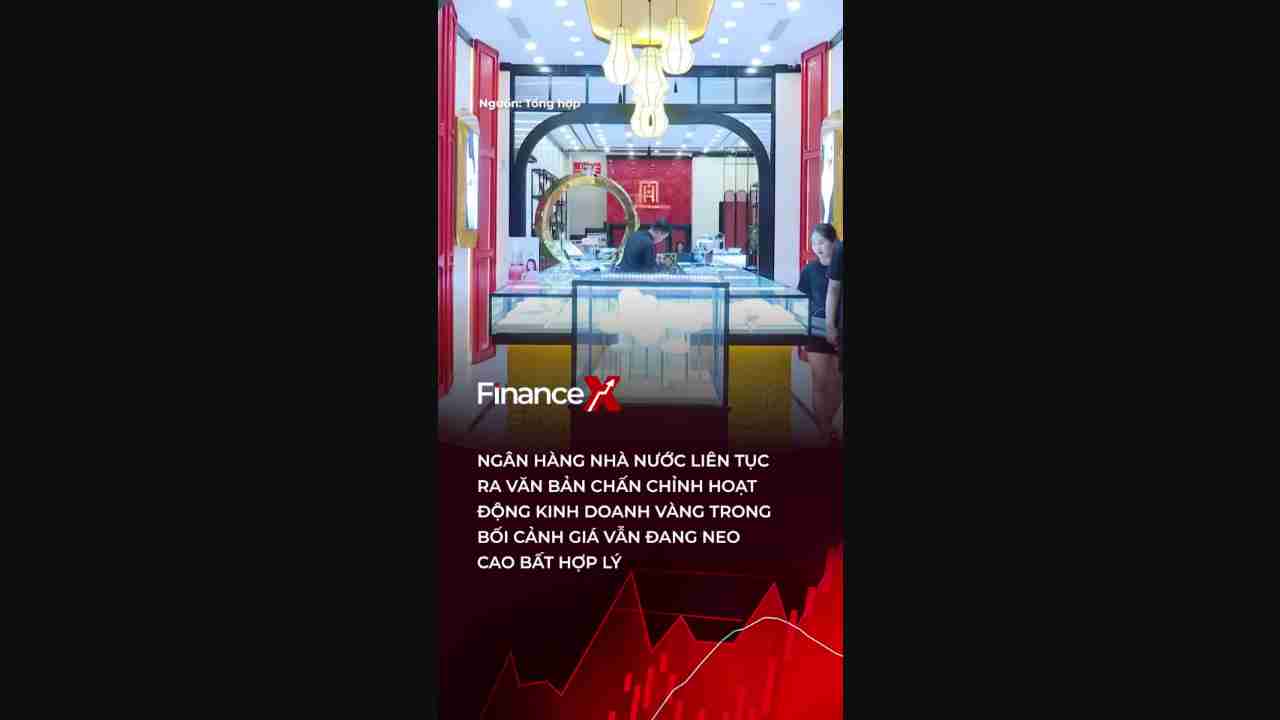 Nguồn: Tổng hợp
FinanceX
NGÂN HÀNG NHÀ NƯỚC LIÊN TỤC
RA VĂN BẢN CHẤN CHỈNH HOẠT
ĐỘNG KINH DOANH VÀNG TRONG
BỐI CẢNH GIÁ VẪN ĐANG NEO
CAO BẤT HỢP LÝ